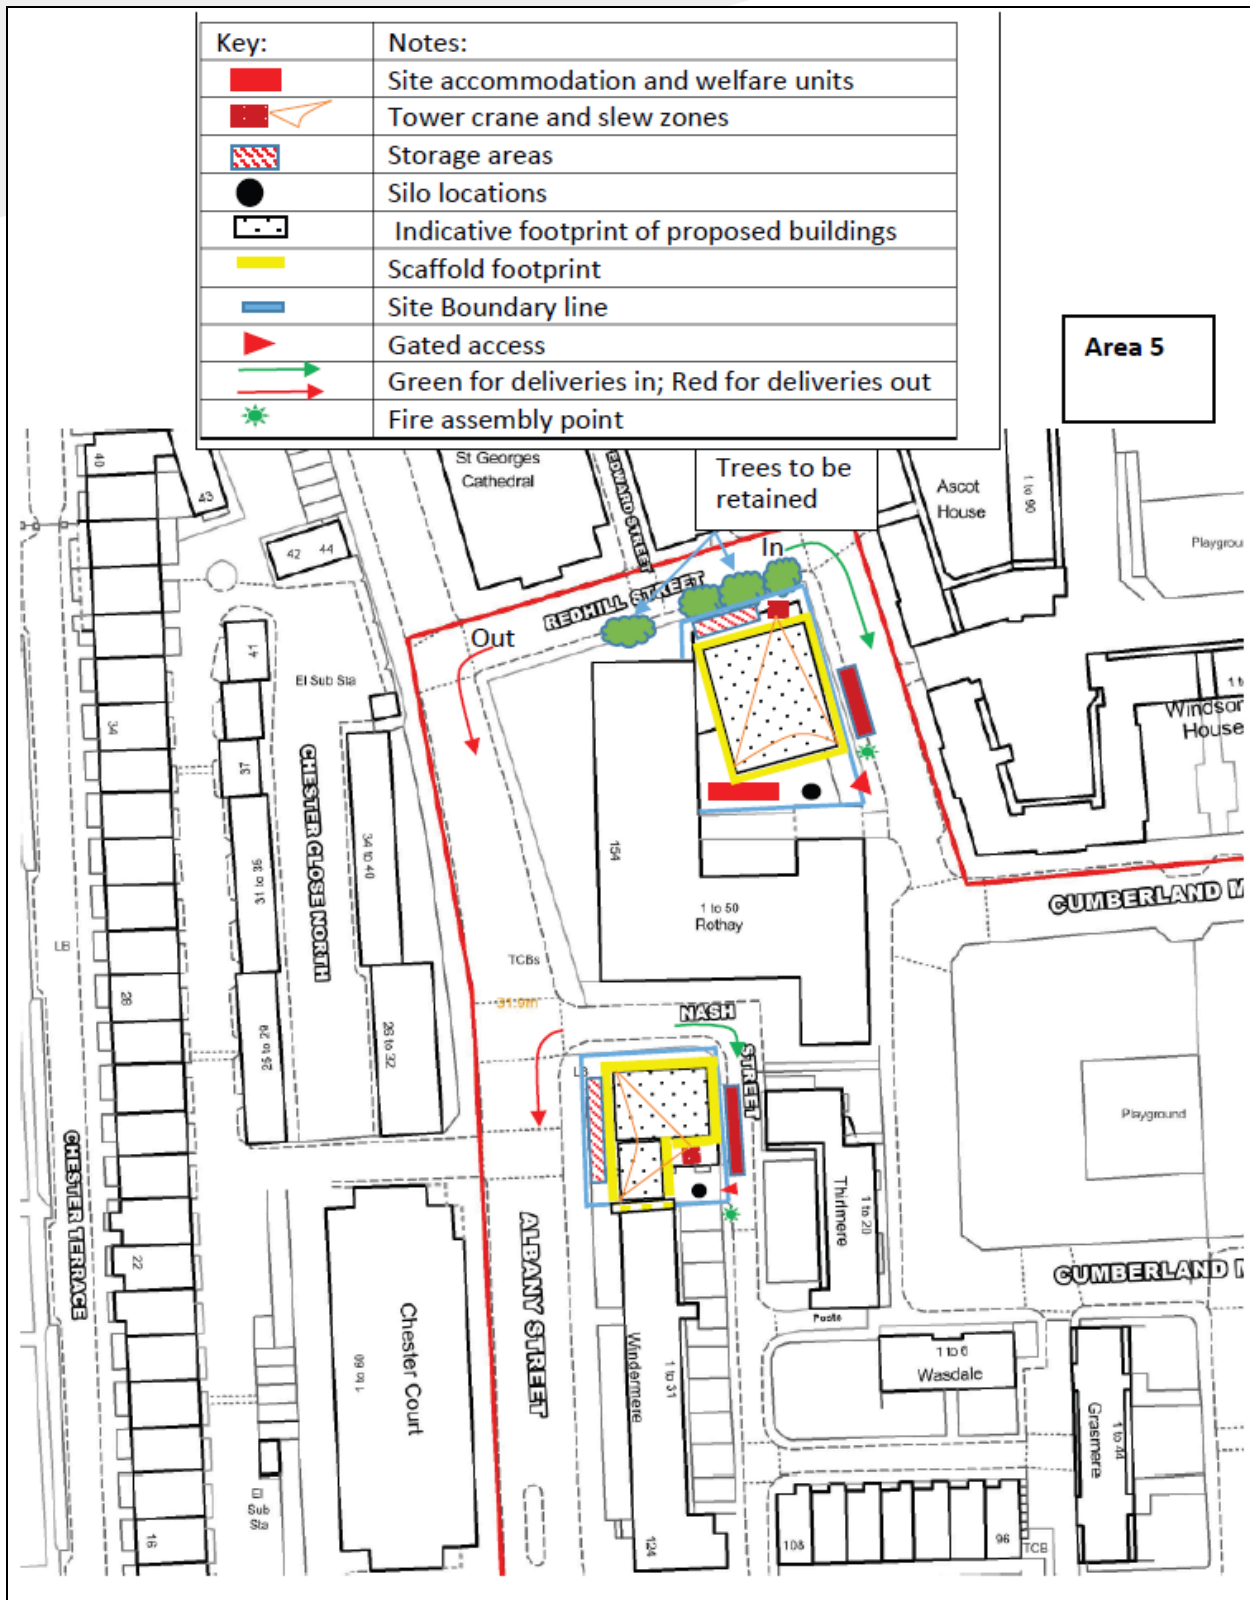 Key: Notes:
Site accommodation and welfare units
Tower crane and slew zones
Storage areas
Silo locations
Indicative footprint of proposed buildings
Scaffold footprint
Site Boundary line
Gated access
Green for deliveries in; Red for deliveries out
Fire assembly point
Area 5
Trees to be
retained
40
43
42 44
St Georges
Cathedral
EDWARD STREET
REDHILL STREET
In
Out
Ascot
House
1 to 90
Windsor
House
41
El Sub Sta
34
37
CHESTER CLOSE NORTH
31 to 36
34 to 40
154
1 to 50
Rothay
CUMBERLAND M
LB
TCBs
31.9m
28
25 to 29
26 to 32
NASH
STREET
LB
Playground
CHESTER TERRACE
22
Chester Court
1 to 60
ALBANY STREET
Thirlmere
1 to 20
CUMBERLAND M
Posts
Windermere
1 to 31
1 to 6
Wasdale
Grasmere
1 to 44
El
Sub
Sta
16
124
108
96
TCB